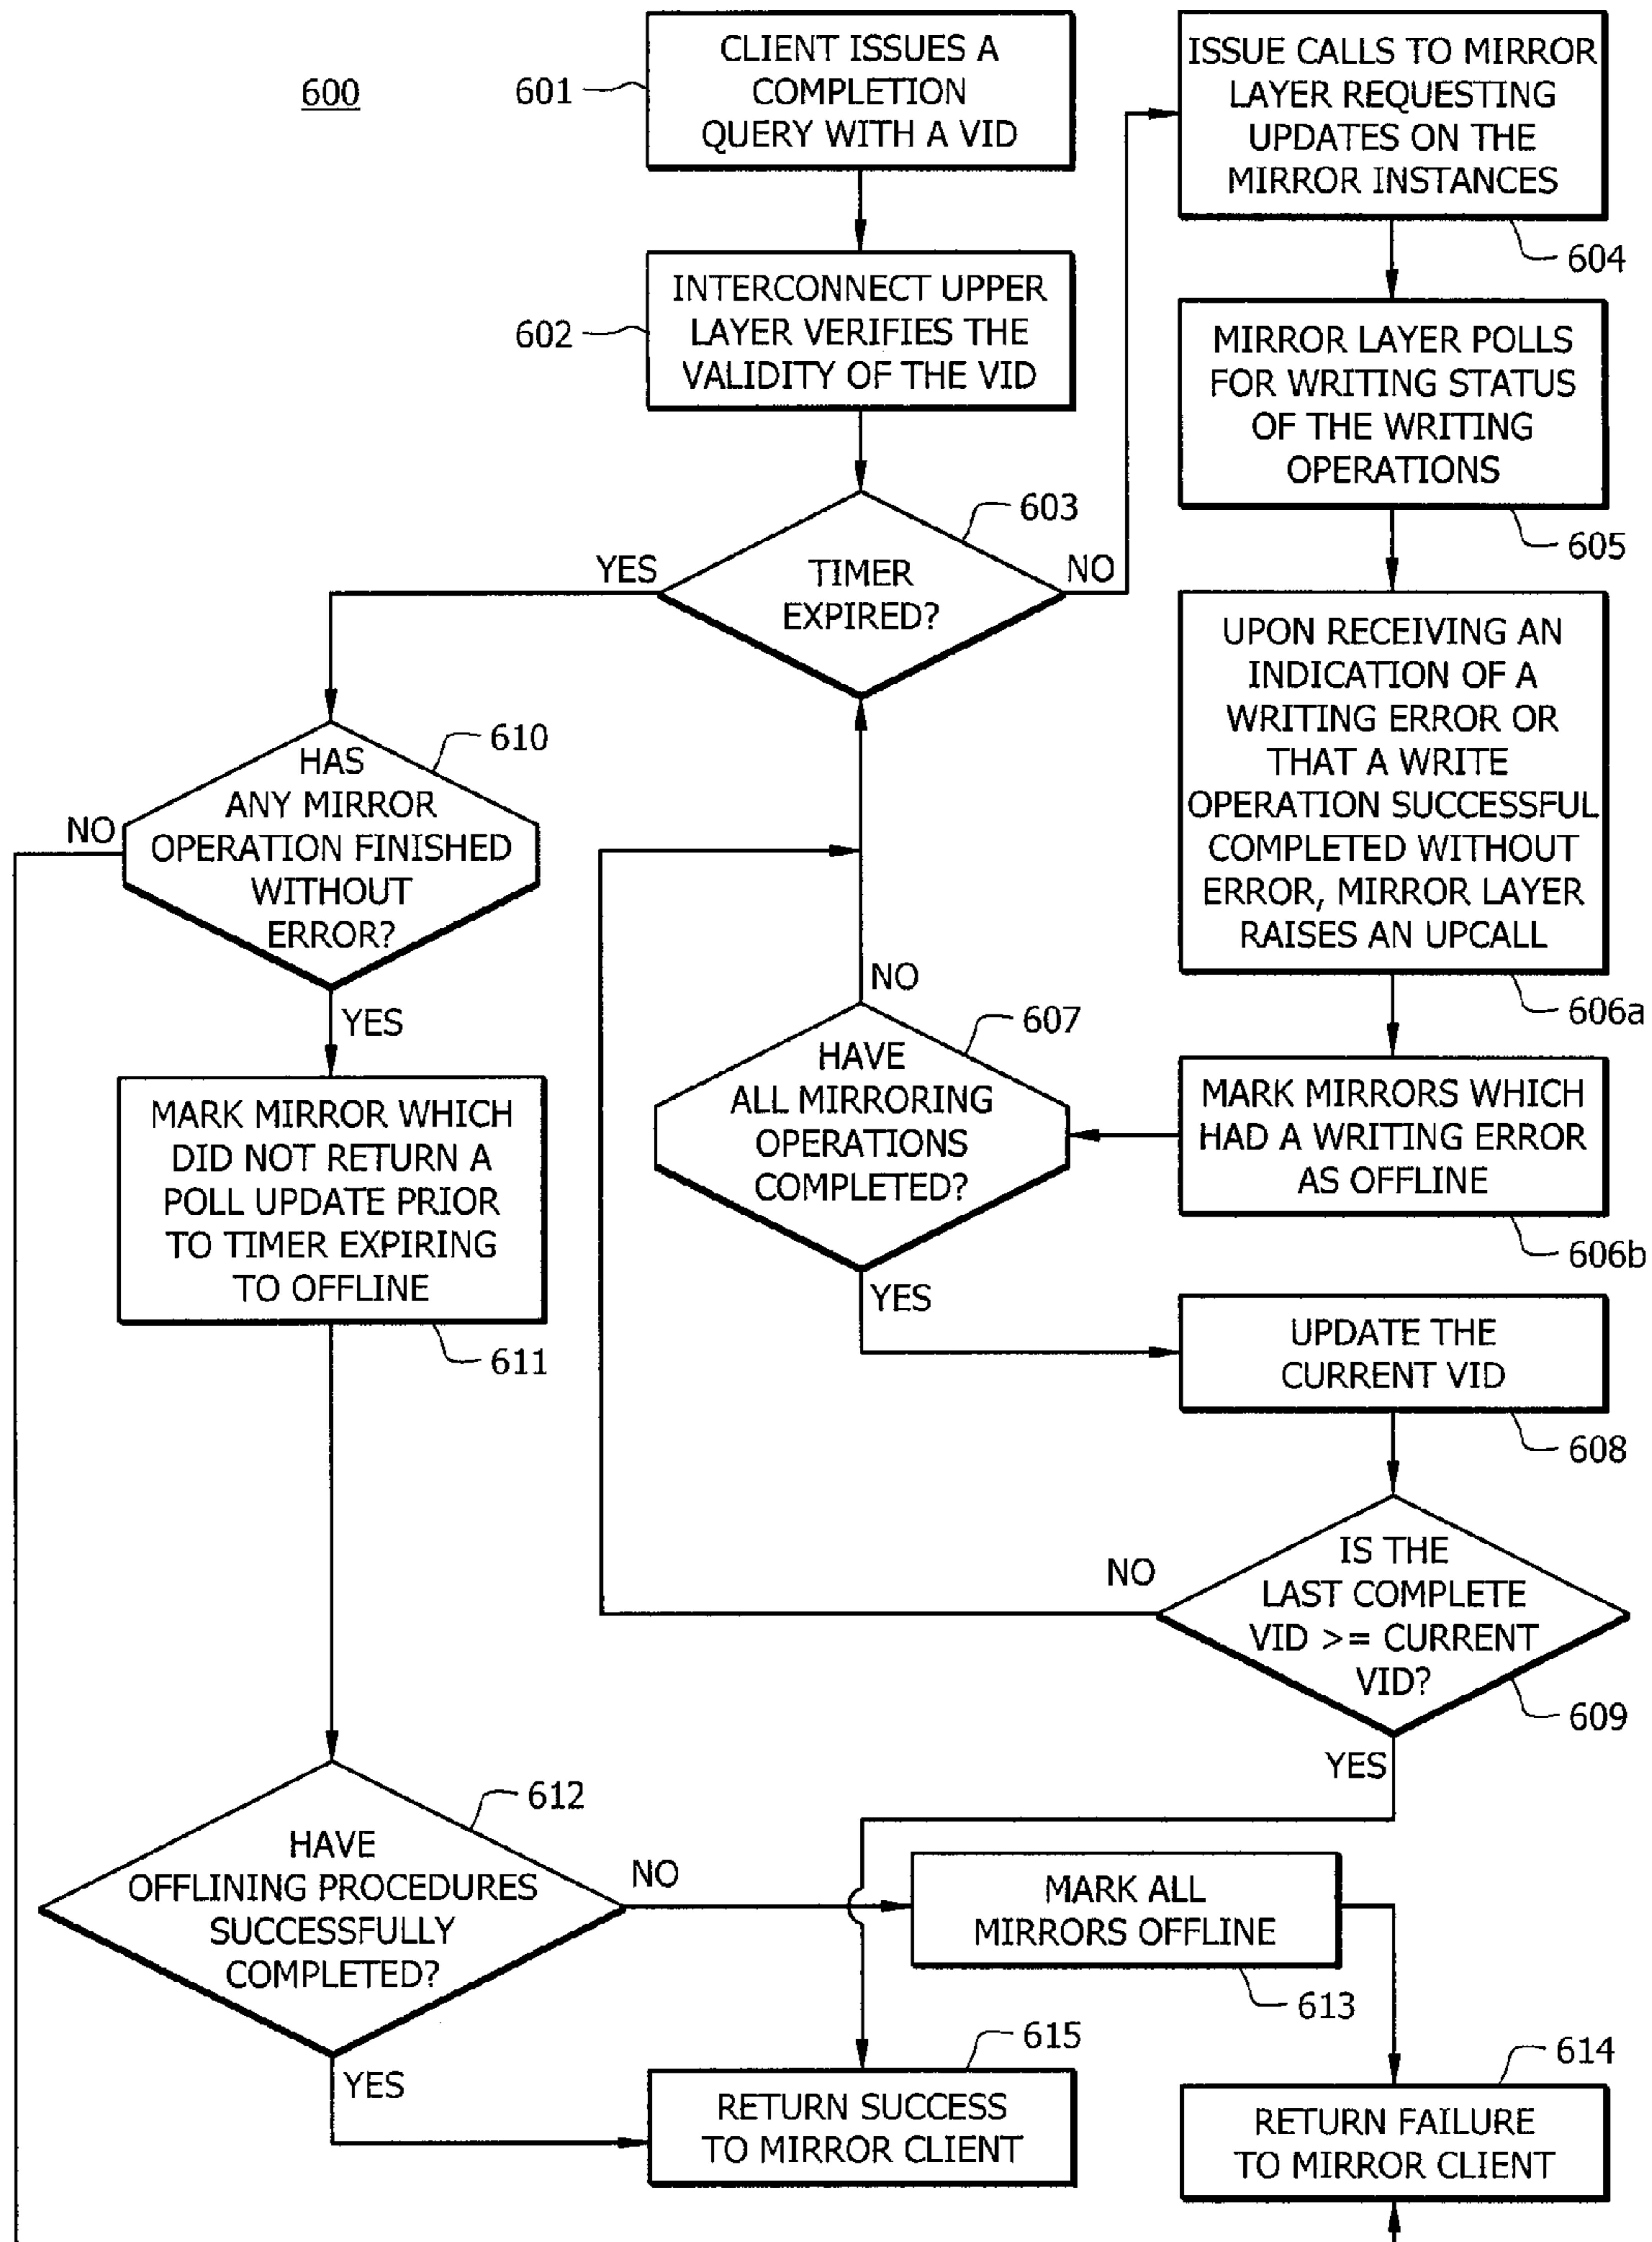 600
601
CLIENT ISSUES A
COMPLETION
QUERY WITH A VID
602
INTERCONNECT UPPER
LAYER VERIFIES THE
VALIDITY OF THE VID
603
TIMER
EXPIRED?
YES
NO
ISSUE CALLS TO MIRROR
LAYER REQUESTING
UPDATES ON THE
MIRROR INSTANCES
604
MIRROR LAYER POLLS
FOR WRITING STATUS
OF THE WRITING
OPERATIONS
605
UPON RECEIVING AN
INDICATION OF A
WRITING ERROR OR
THAT A WRITE
OPERATION SUCCESSFUL
COMPLETED WITHOUT
ERROR, MIRROR LAYER
RAISES AN UPCALL
606a
MARK MIRRORS WHICH
HAD A WRITING ERROR
AS OFFLINE
606b
607
HAVE
ALL MIRRORING
OPERATIONS
COMPLETED?
NO
YES
UPDATE THE
CURRENT VID
608
IS THE
LAST COMPLETE
VID >= CURRENT
VID?
609
NO
YES
610
HAS
ANY MIRROR
OPERATION FINISHED
WITHOUT
ERROR?
NO
YES
MARK MIRROR WHICH
DID NOT RETURN A
POLL UPDATE PRIOR
TO TIMER EXPIRING
TO OFFLINE
611
612
HAVE
OFFLINING PROCEDURES
SUCCESSFULLY
COMPLETED?
NO
YES
MARK ALL
MIRRORS OFFLINE
613
615
RETURN SUCCESS
TO MIRROR CLIENT
614
RETURN FAILURE
TO MIRROR CLIENT